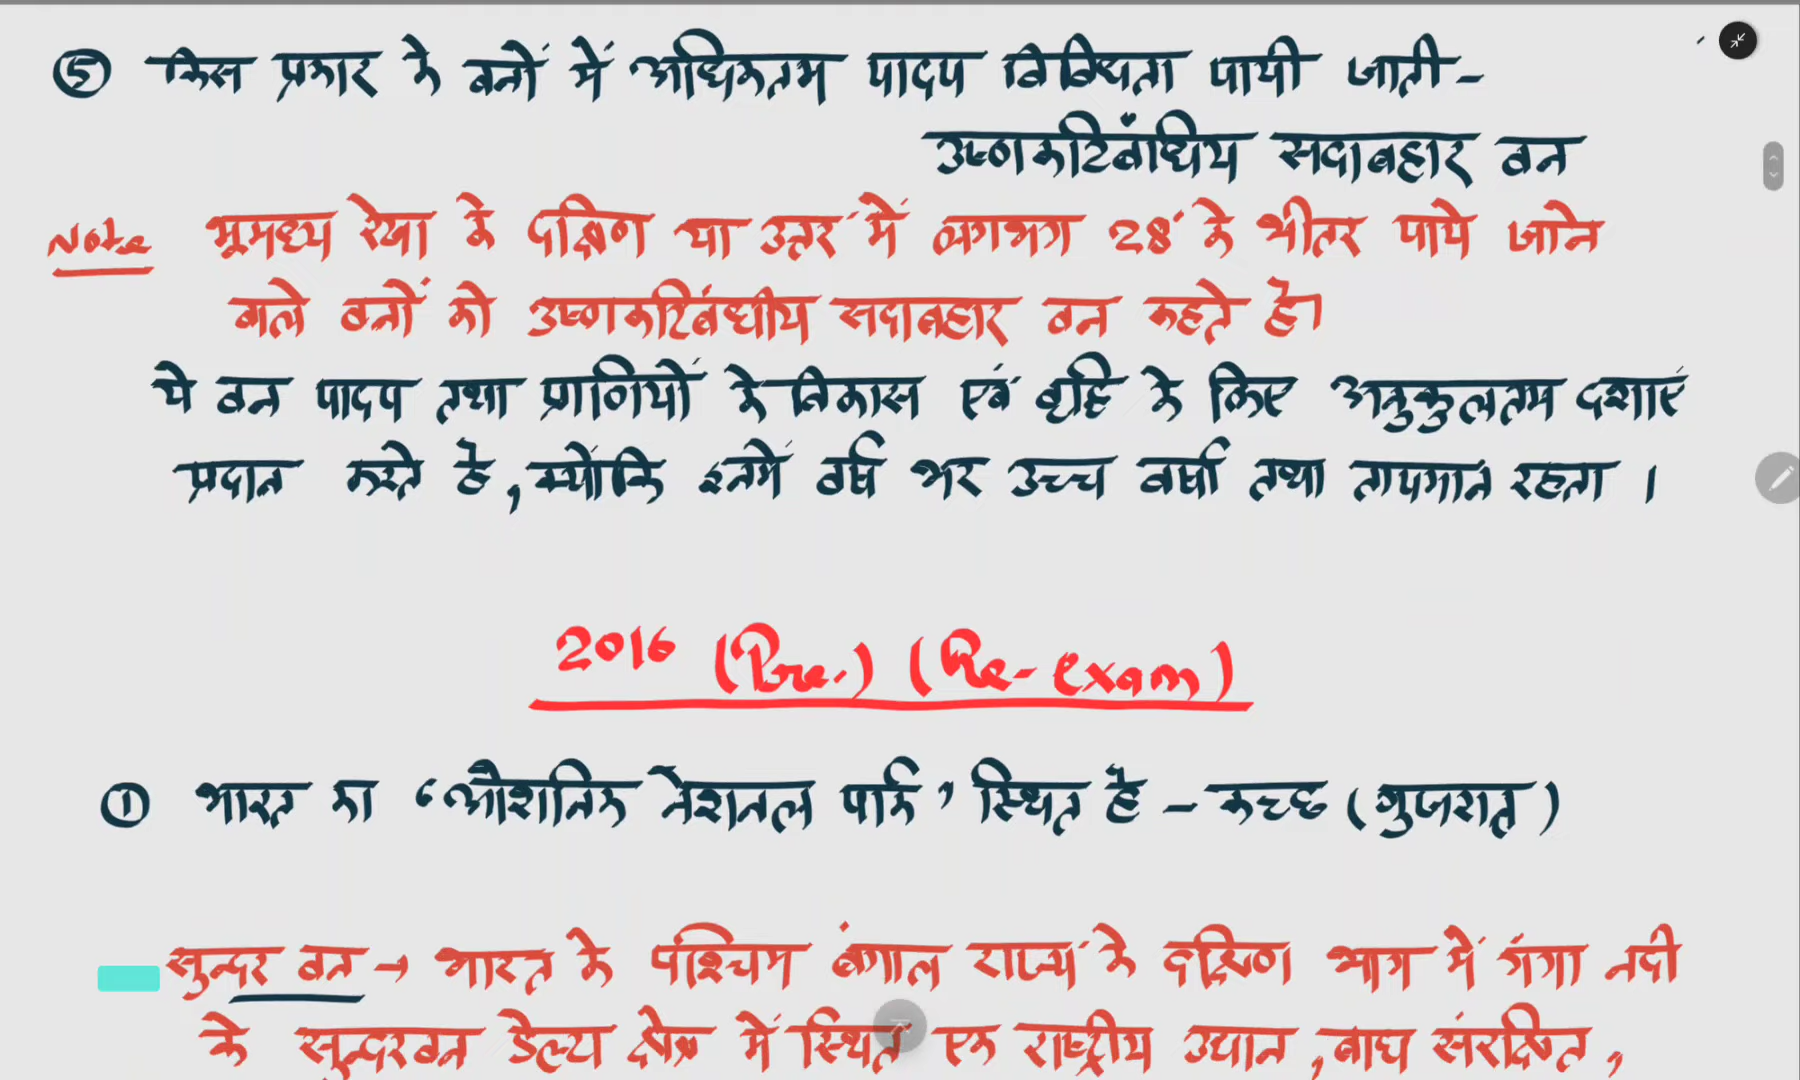 ⑤ किस प्रकार के वनों में अधिकतम पादप विविधता पायी जाती-
उष्णकटिबंधिय सदाबहार वन
Note भूमध्य रेखा के दक्षिण या उत्तर में लगभग 28° के भीतर पाये जाने
वाले वनों को उष्णकटिबंधीय सदाबहार वन कहते है।
ये वन पादप तथा प्राणियों के विकास एवं वृद्धि के लिए अनुकुलतम दशाएं
प्रदान करते है, क्योंकि इनमें वर्ष भर उच्च वर्षा तथा तापमान रहता ।
2016 (Pre.) (Re-exam)
① भारत का 'औशनिक नेशनल पार्क' स्थित है - कच्छ (गुजरात)
सुन्दर वन → भारत के पश्चिम बंगाल राज्य के दक्षिण भाग में गंगा नदी
के सुन्दरवन डेल्टा क्षेत्र में स्थित एक राष्ट्रीय उद्यान, बाघ संरक्षित,